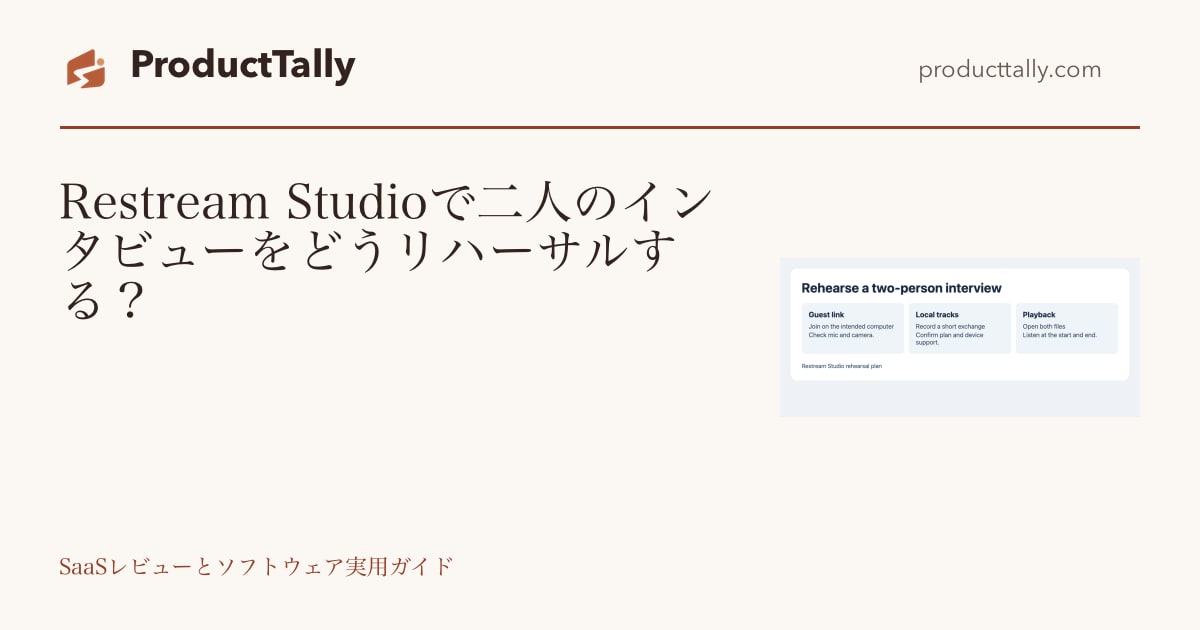 ProductTally
producttally.com
Restream Studioで二人のイン
タビューをどうリハーサルす
る？
Rehearse a two-person interview
Guest link
Join on the intended computer
Check mic and camera.
Local tracks
Record a short exchange
Confirm plan and device
support.
Playback
Open both files
Listen at the start and end.
Restream Studio rehearsal plan
SaaSレビューとソフトウェア実用ガイド